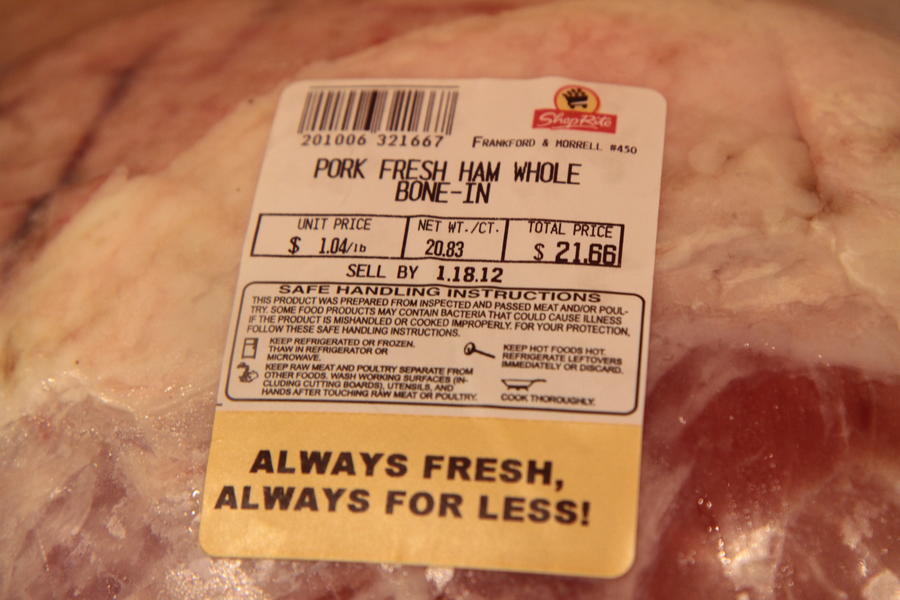 ShopRite
201006 321667
FRANKFORD & MORRELL #450
PORK FRESH HAM WHOLE
BONE-IN
UNIT PRICE NET WT./CT. TOTAL PRICE
$ 1.04/lb 20.83 $ 21.66
SELL BY 1.18.12
SAFE HANDLING INSTRUCTIONS
THIS PRODUCT WAS PREPARED FROM INSPECTED AND PASSED MEAT AND/OR POUL-
TRY. SOME FOOD PRODUCTS MAY CONTAIN BACTERIA THAT COULD CAUSE ILLNESS
IF THE PRODUCT IS MISHANDLED OR COOKED IMPROPERLY. FOR YOUR PROTECTION,
FOLLOW THESE SAFE HANDLING INSTRUCTIONS.
KEEP REFRIGERATED OR FROZEN.
THAW IN REFRIGERATOR OR
MICROWAVE.
KEEP RAW MEAT AND POULTRY SEPARATE FROM
OTHER FOODS. WASH WORKING SURFACES (IN-
CLUDING CUTTING BOARDS), UTENSILS, AND
HANDS AFTER TOUCHING RAW MEAT OR POULTRY.
KEEP HOT FOODS HOT.
REFRIGERATE LEFTOVERS
IMMEDIATELY OR DISCARD.
COOK THOROUGHLY.
ALWAYS FRESH,
ALWAYS FOR LESS!